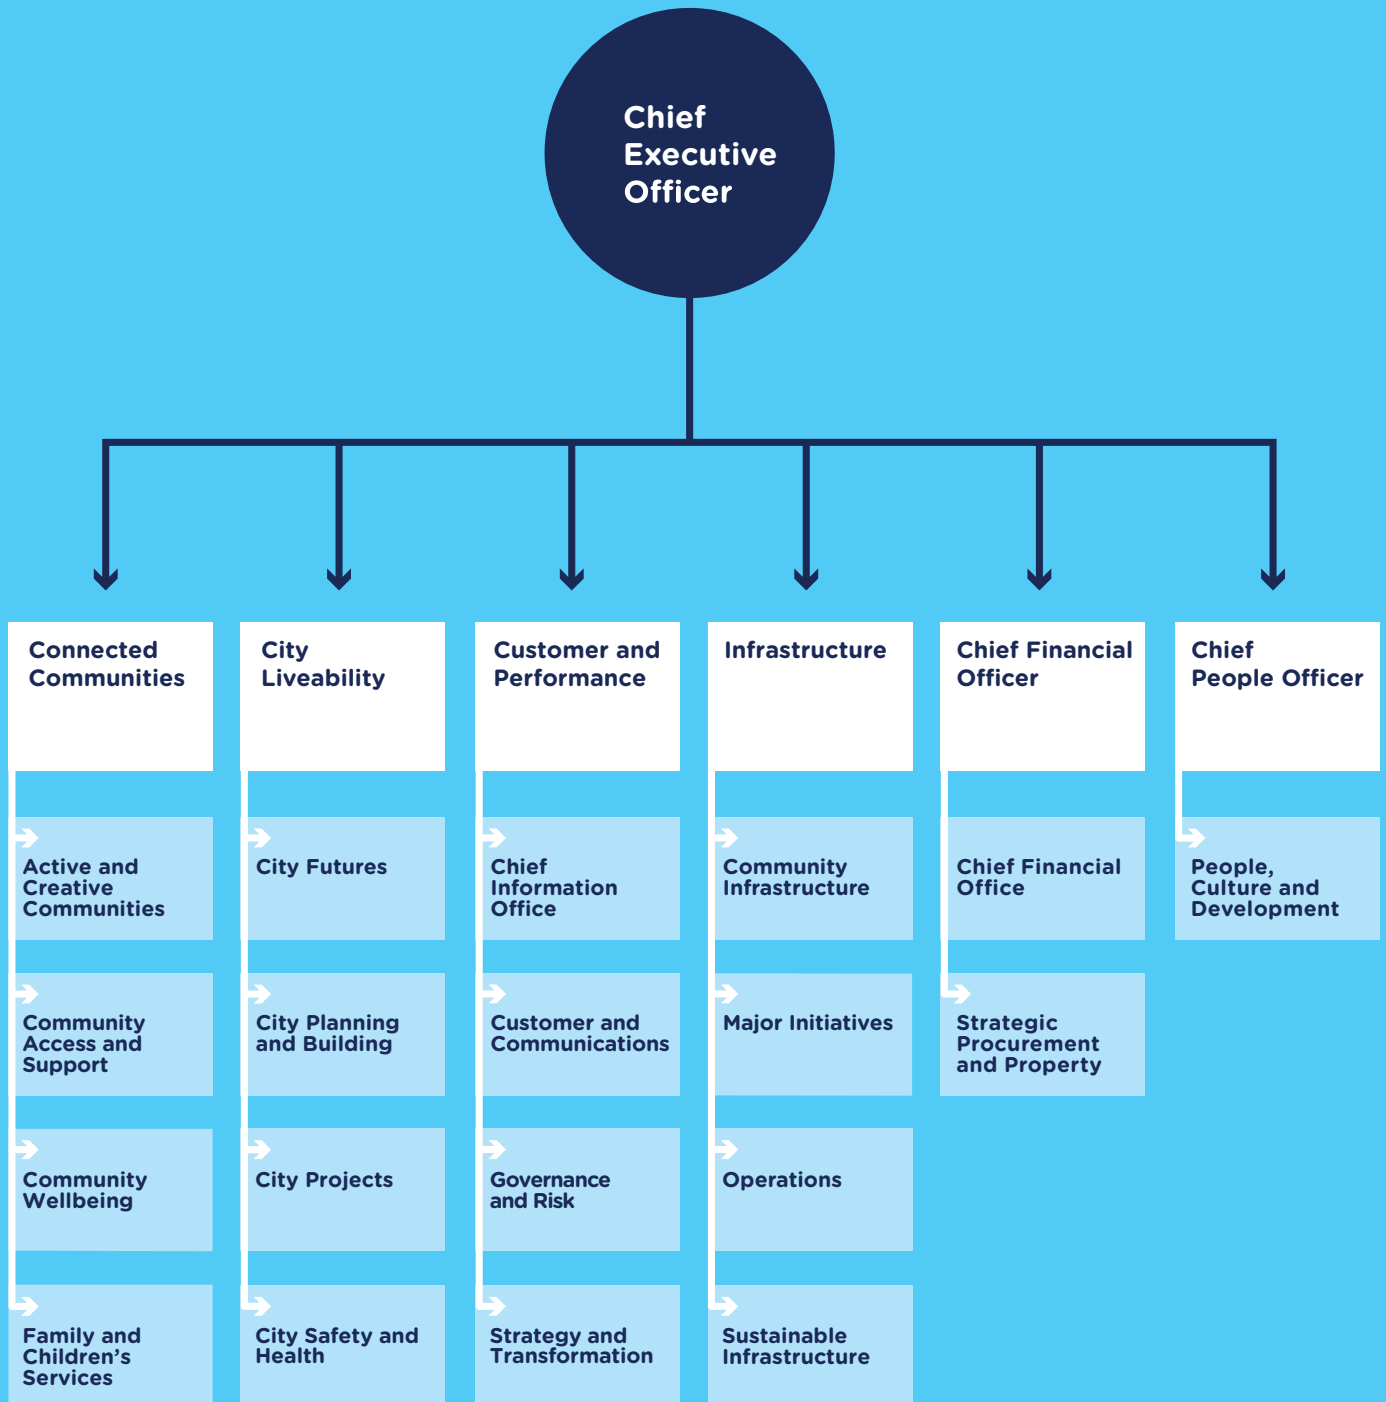 Chief
Executive
Officer
Connected
Communities
City
Liveability
Customer and
Performance
Infrastructure
Chief Financial
Officer
Chief
People Officer
Active and
Creative
Communities
City Futures
Chief
Information
Office
Community
Infrastructure
Chief Financial
Office
People,
Culture and
Development
Community
Access and
Support
City Planning
and Building
Customer and
Communications
Major Initiatives
Strategic
Procurement
and Property
Community
Wellbeing
City Projects
Governance
and Risk
Operations
Family and
Children’s
Services
City Safety and
Health
Strategy and
Transformation
Sustainable
Infrastructure